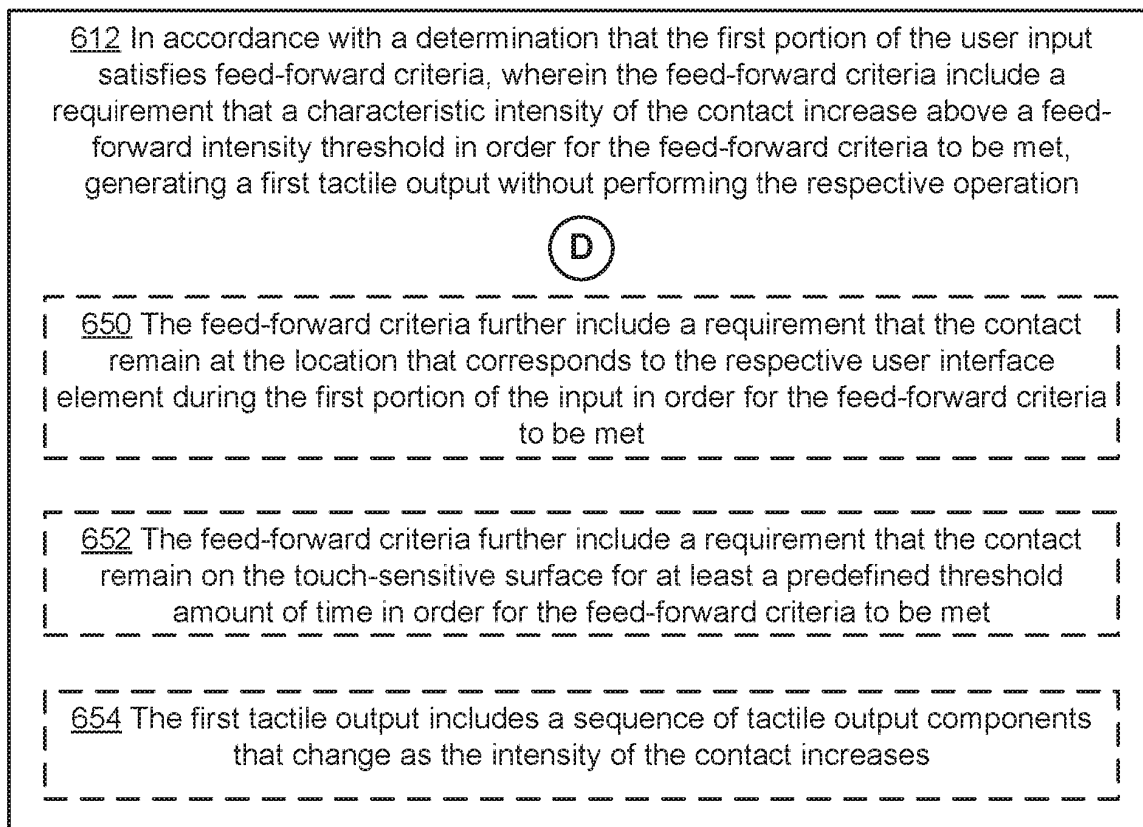 612 In accordance with a determination that the first portion of the user input
satisfies feed-forward criteria, wherein the feed-forward criteria include a
requirement that a characteristic intensity of the contact increase above a feed-
forward intensity threshold in order for the feed-forward criteria to be met,
generating a first tactile output without performing the respective operation
D
650 The feed-forward criteria further include a requirement that the contact
remain at the location that corresponds to the respective user interface
element during the first portion of the input in order for the feed-forward criteria
to be met
652 The feed-forward criteria further include a requirement that the contact
remain on the touch-sensitive surface for at least a predefined threshold
amount of time in order for the feed-forward criteria to be met
654 The first tactile output includes a sequence of tactile output components
that change as the intensity of the contact increases